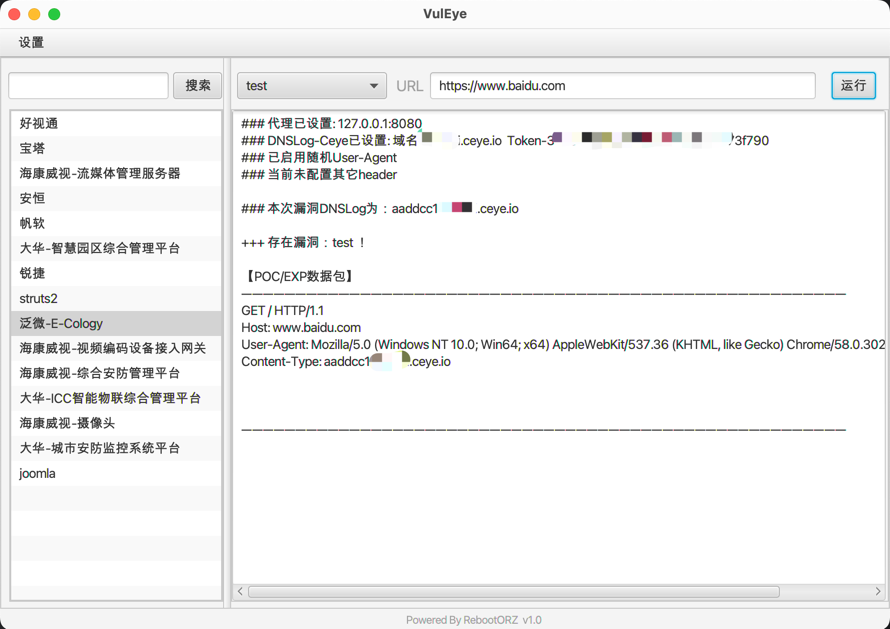 VulEye
设置
搜索
test
URL
https://www.baidu.com
运行
好视通
宝塔
海康威视-流媒体管理服务器
安恒
帆软
大华-智慧园区综合管理平台
锐捷
struts2
泛微-E-Cology
海康威视-视频编码设备接入网关
海康威视-综合安防管理平台
大华-ICC智能物联综合管理平台
海康威视-摄像头
大华-城市安防监控系统平台
joomla
### 代理已设置: 127.0.0.1:8080
### DNSLog-Ceye已设置: 域名 .ceye.io Token-3 73f790
### 已启用随机User-Agent
### 当前未配置其它header
### 本次漏洞DNSLog为：aaddcc1 .ceye.io
+++ 存在漏洞：test ！
【POC/EXP数据包】
GET / HTTP/1.1
Host: www.baidu.com
User-Agent: Mozilla/5.0 (Windows NT 10.0; Win64; x64) AppleWebKit/537.36 (KHTML, like Gecko) Chrome/58.0.302
Content-Type: aaddcc1 .ceye.io
Powered By RebootORZ v1.0